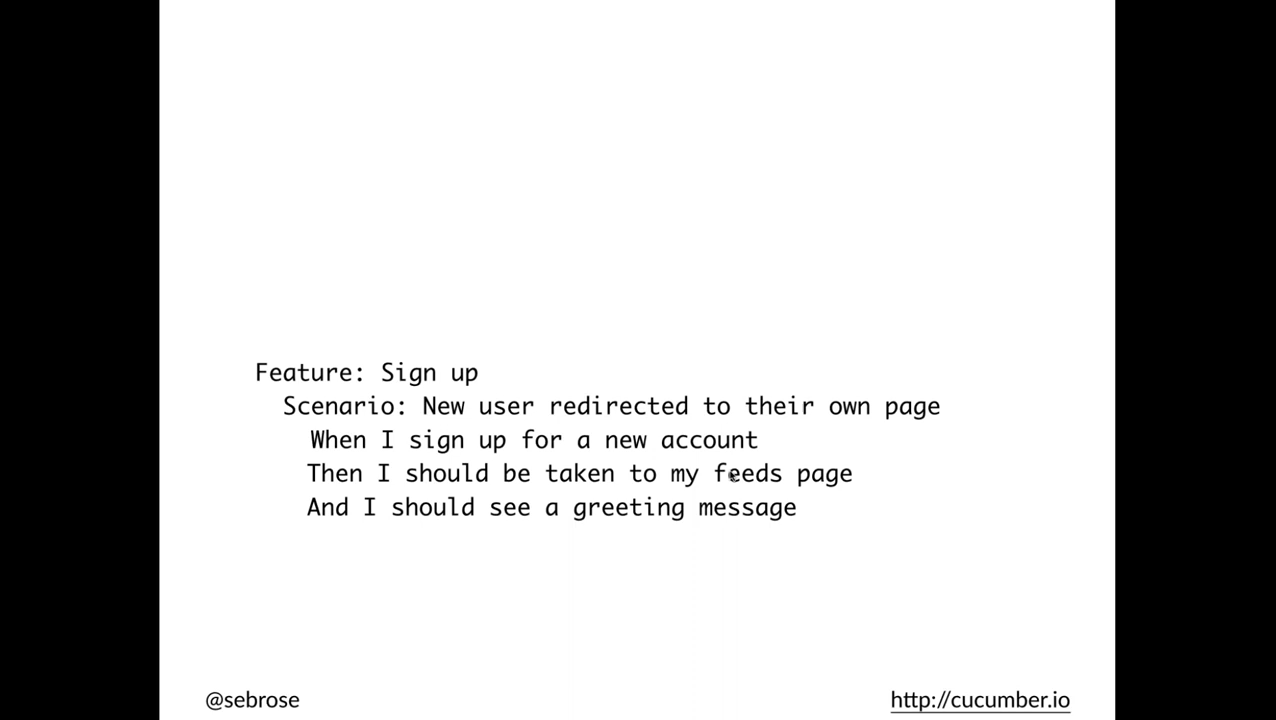 Feature: Sign up
Scenario: New user redirected to their own page
When I sign up for a new account
Then I should be taken to my feeds page
And I should see a greeting message
@sebrose
http://cucumber.io